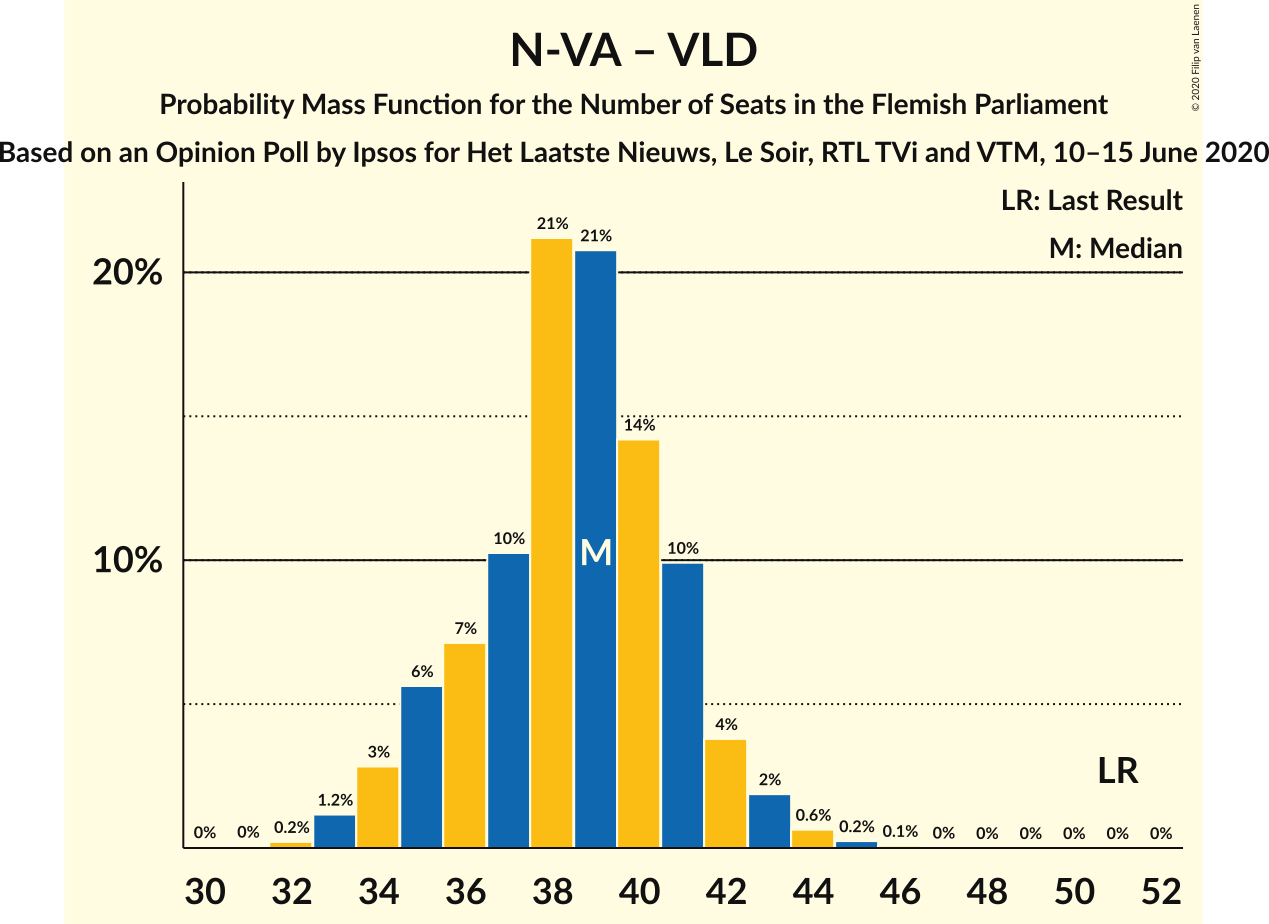 N-VA – VLD
Probability Mass Function for the Number of Seats in the Flemish Parliament
Based on an Opinion Poll by Ipsos for Het Laatste Nieuws, Le Soir, RTL TVi and VTM, 10–15 June 2020
© 2020 Filip van Laenen
LR: Last Result
M: Median
20%
10%
0% 0% 0.2% 1.2% 3% 6% 7% 10% 21% 21% 14% 10% 4% 2% 0.6% 0.2% 0.1% 0% 0% 0% 0% 0% 0%
M
LR
30 32 34 36 38 40 42 44 46 48 50 52